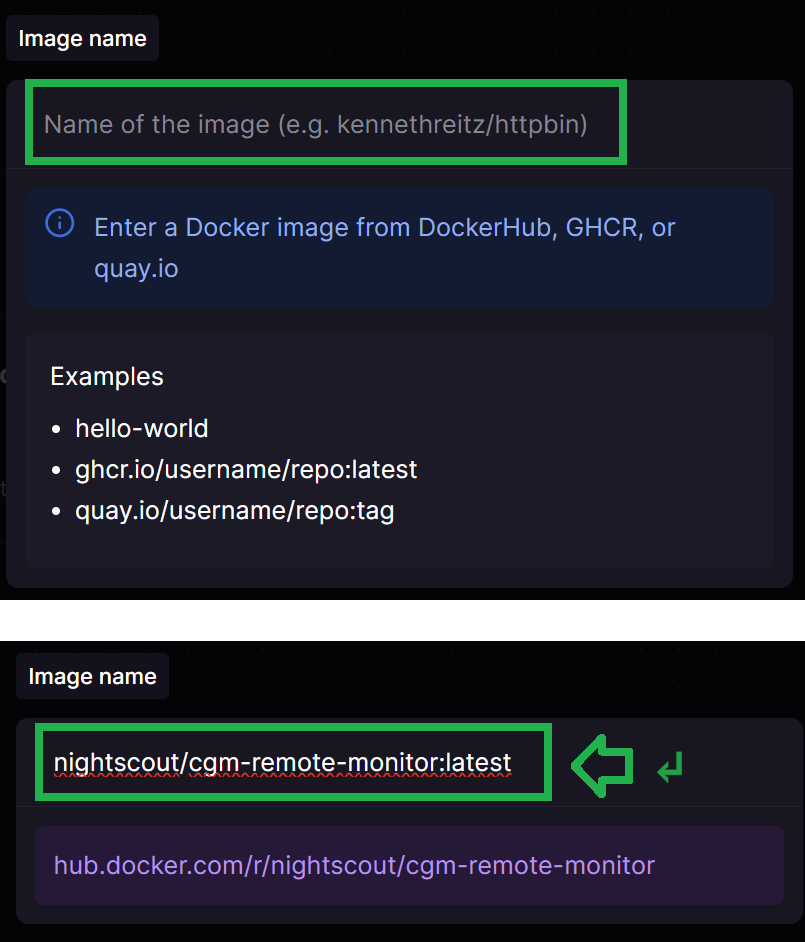 Image name
Name of the image (e.g. kennethreitz/httpbin)
Enter a Docker image from DockerHub, GHCR, or
quay.io
Examples
• hello-world
• ghcr.io/username/repo:latest
• quay.io/username/repo:tag
Image name
nightscout/cgm-remote-monitor:latest
hub.docker.com/r/nightscout/cgm-remote-monitor